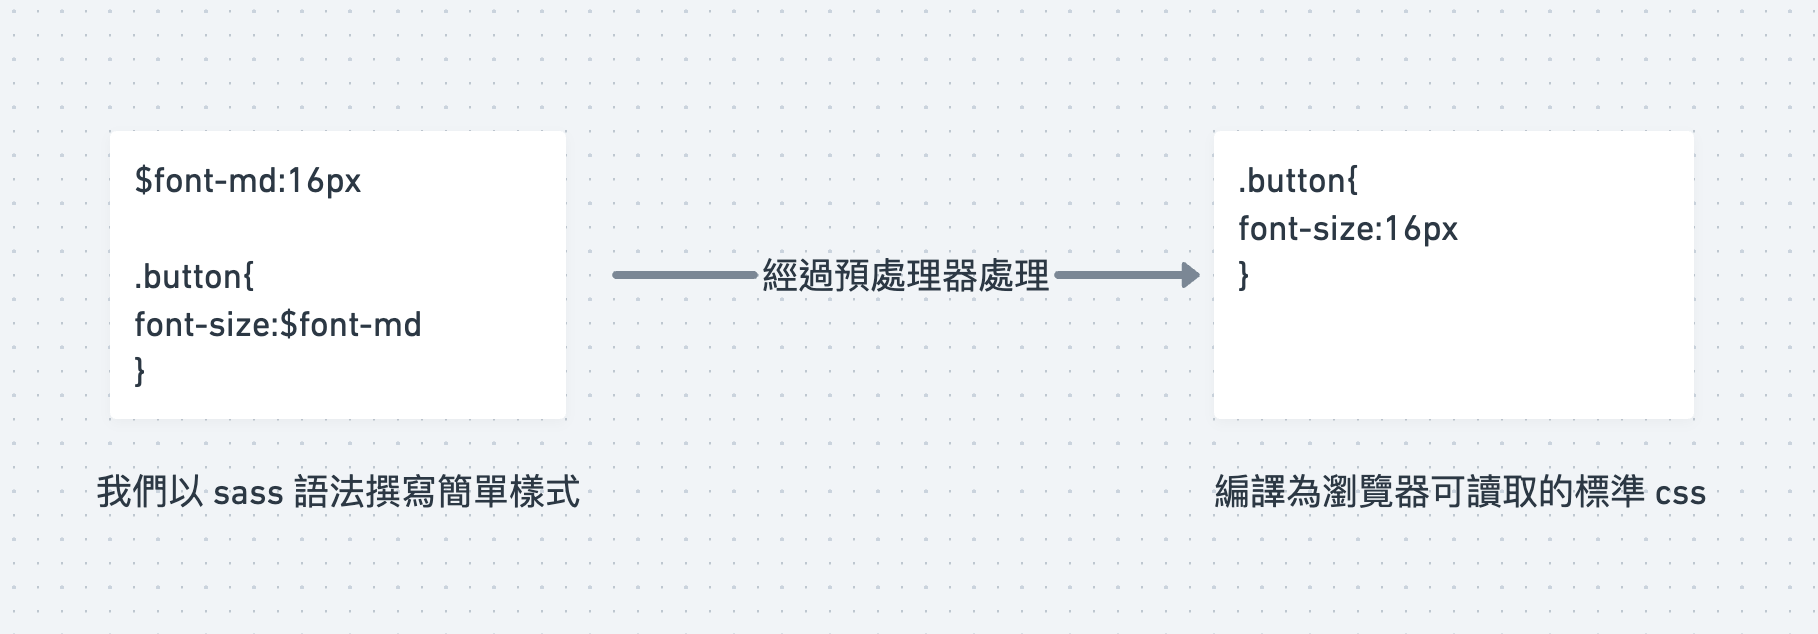 $font-md:16px
.button{
font-size:$font-md
}
我們以 sass 語法撰寫簡單樣式
經過預處理器處理
.button{
font-size:16px
}
編譯為瀏覽器可讀取的標準 css